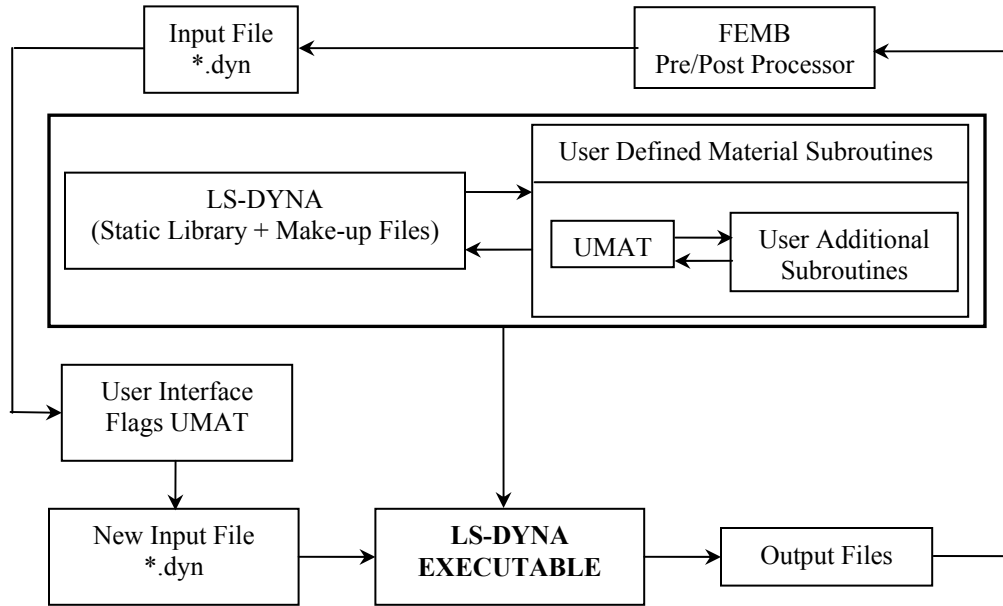 Input File
*.dyn
FEMB
Pre/Post Processor
User Defined Material Subroutines
LS-DYNA
(Static Library + Make-up Files)
UMAT
User Additional
Subroutines
User Interface
Flags UMAT
New Input File
*.dyn
LS-DYNA
EXECUTABLE
Output Files